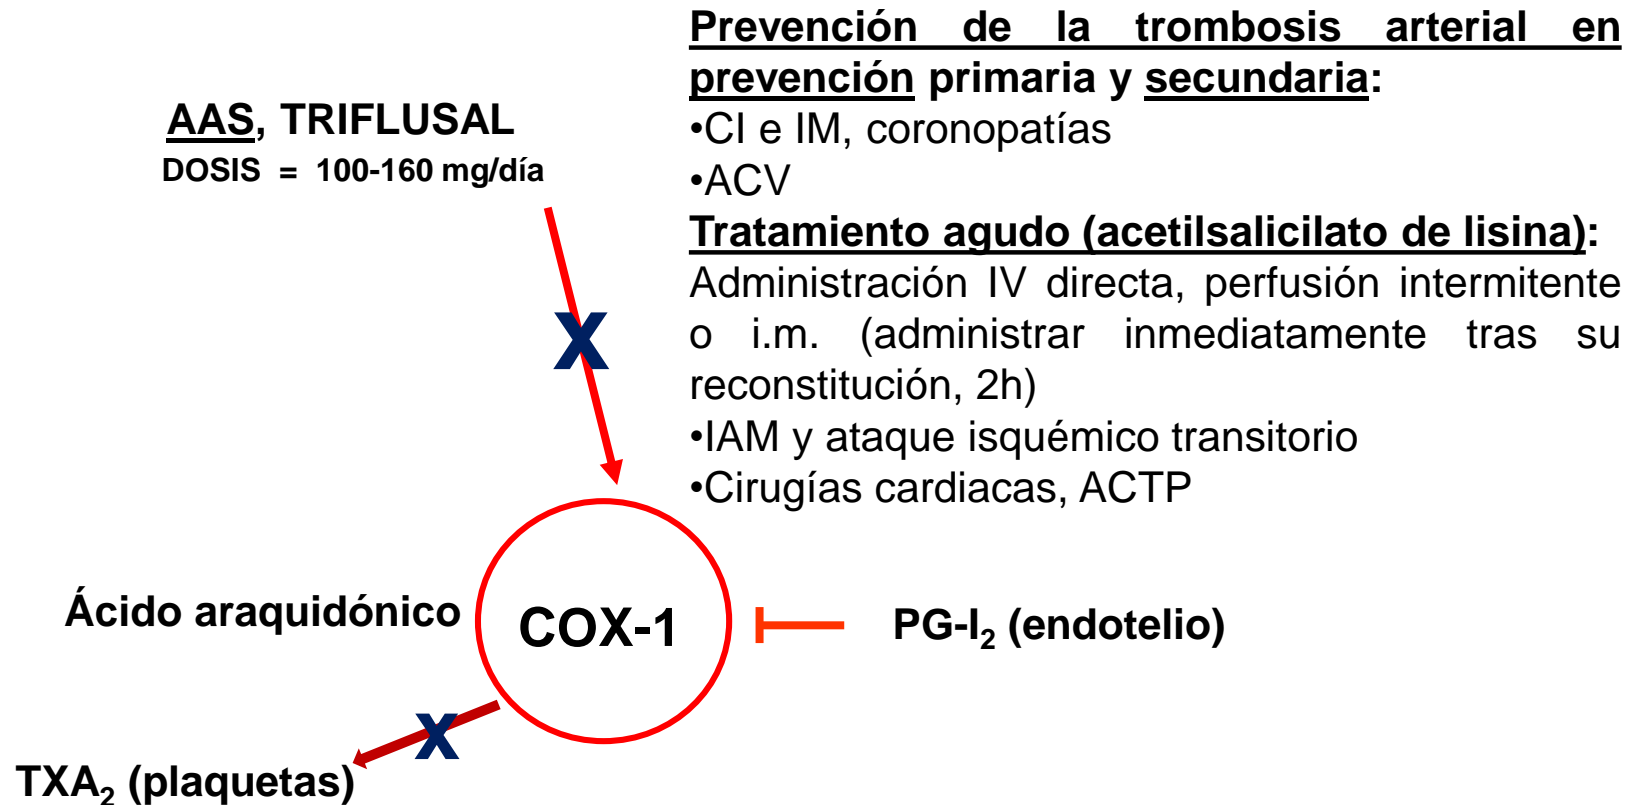 Prevención de la trombosis arterial en
prevención primaria y secundaria:
•CI e IM, coronopatías
•ACV
Tratamiento agudo (acetilsalicilato de lisina):
Administración IV directa, perfusión intermitente
o i.m. (administrar inmediatamente tras su
reconstitución, 2h)
•IAM y ataque isquémico transitorio
•Cirugías cardiacas, ACTP
AAS, TRIFLUSAL
DOSIS = 100-160 mg/día
X
Ácido araquidónico
COX-1
PG-I₂ (endotelio)
X
TXA₂ (plaquetas)